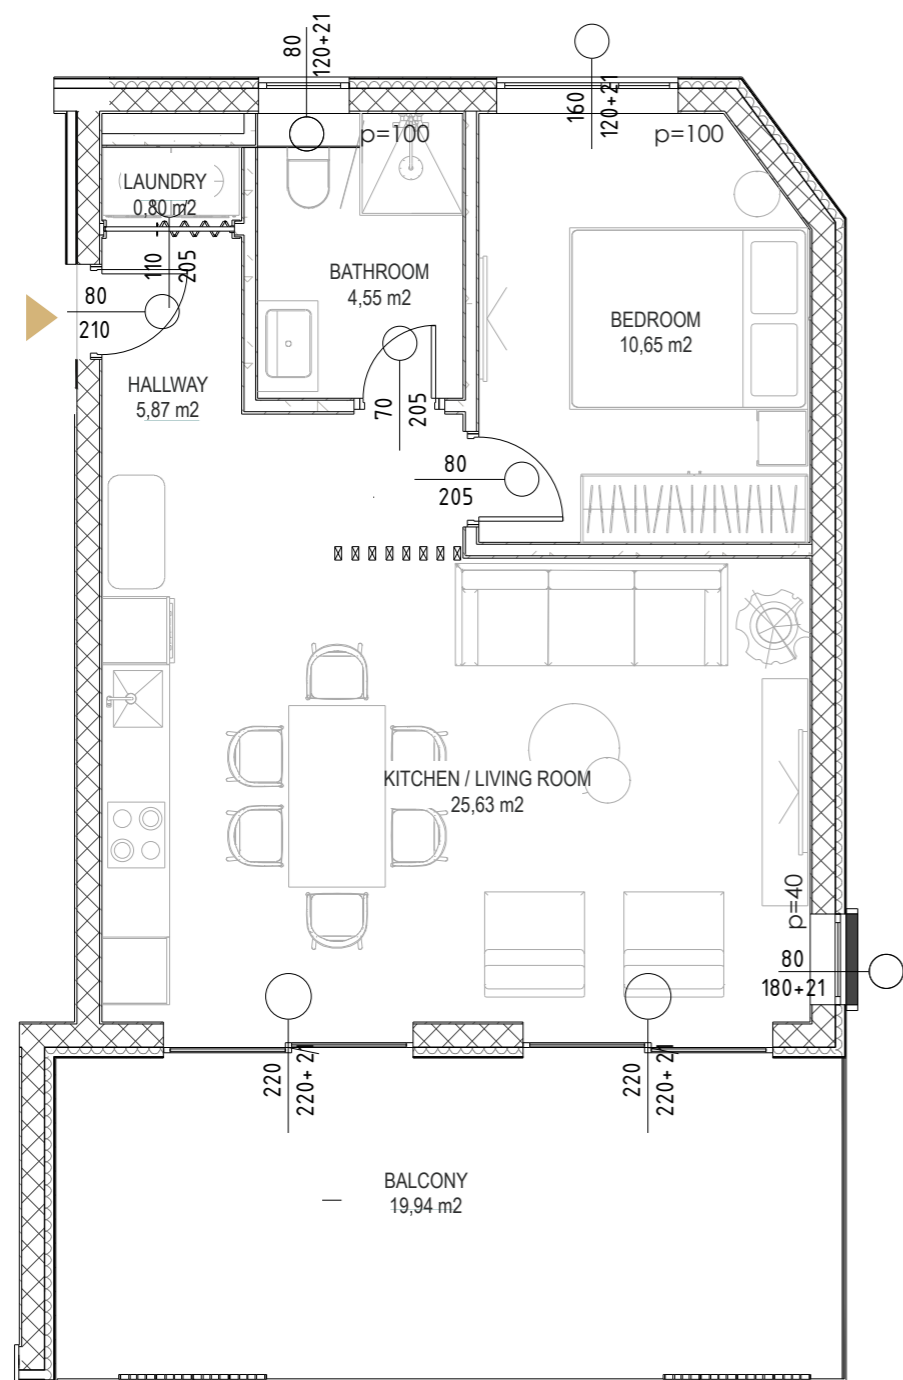 80
120+21
160
120+21
p=100
p=100
LAUNDRY
0,80 m2
110
205
BATHROOM
4,55 m2
80
210
BEDROOM
10,65 m2
HALLWAY
5,87 m2
70
205
80
205
KITCHEN / LIVING ROOM
25,63 m2
p=40
80
180+21
220
220+21
220
220+21
BALCONY
19,94 m2